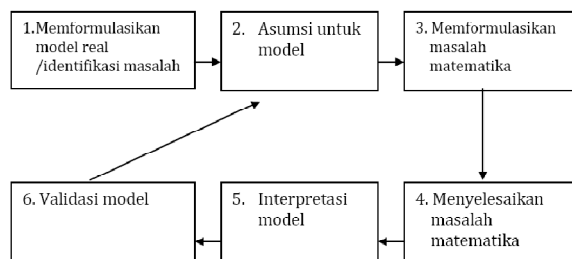 1.Memformulasikan
model real
/identifikasi masalah
2. Asumsi untuk
model
3. Memformulasikan
masalah
matematika
6. Validasi model
5. Interpretasi
model
4. Menyelesaikan
masalah
matematika